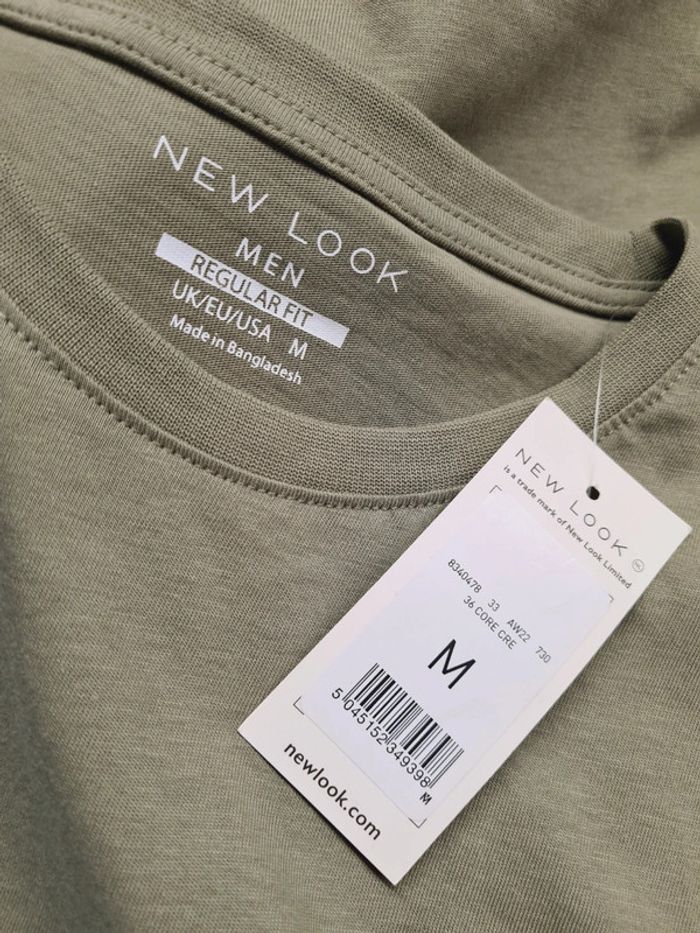 NEW LOOK
MEN
REGULAR FIT
UK/EU/USA M
Made in Bangladesh
NEW LOOK
is a trade mark of New Look Limited
8340478 33 AW22 730
36 CORE CRE
M
5 045152 349398
M
newlook.com